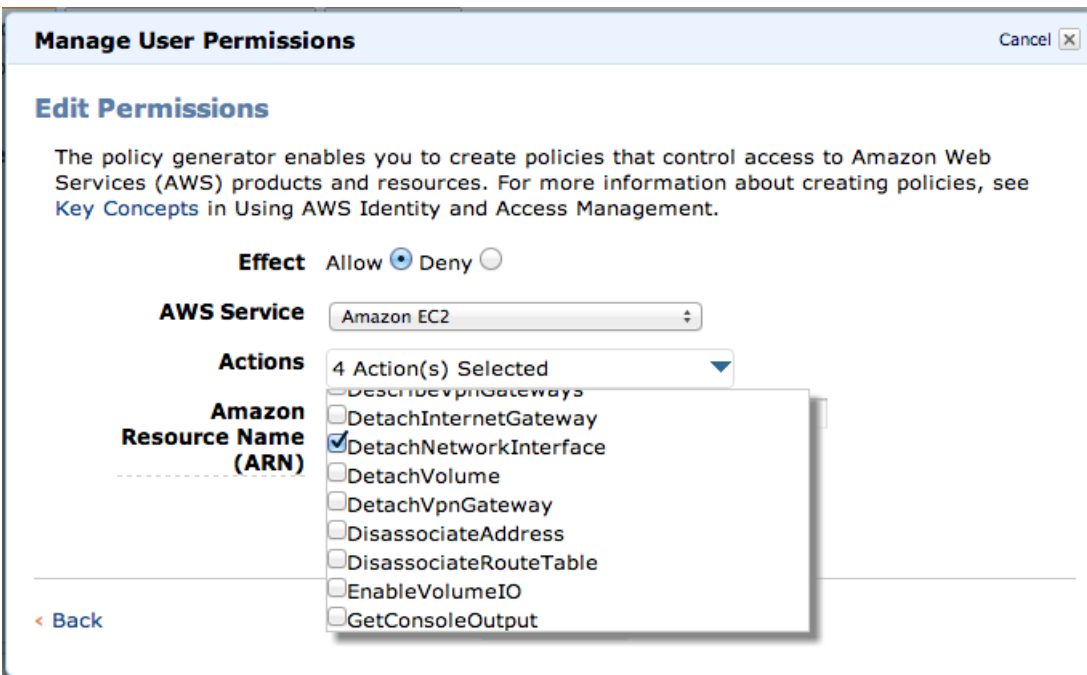 Manage User Permissions
Cancel
Edit Permissions
The policy generator enables you to create policies that control access to Amazon Web
Services (AWS) products and resources. For more information about creating policies, see
Key Concepts in Using AWS Identity and Access Management.
Effect Allow Deny
AWS Service Amazon EC2
Actions 4 Action(s) Selected
Amazon
Resource Name
(ARN)
DescribeVpnGateways
DetachInternetGateway
DetachNetworkInterface
DetachVolume
DetachVpnGateway
DisassociateAddress
DisassociateRouteTable
EnableVolumeIO
GetConsoleOutput
< Back